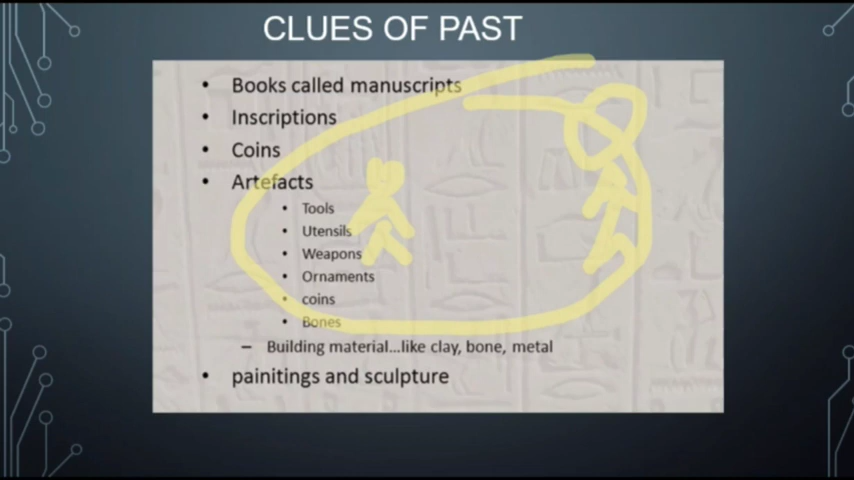 CLUES OF PAST
• Books called manuscripts
• Inscriptions
• Coins
• Artefacts
• Tools
• Utensils
• Weapons
• Ornaments
• coins
• Bones
– Building material...like clay, bone, metal
• painitings and sculpture